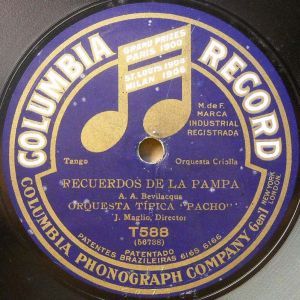 COLUMBIA RECORD
GRAND PRIZES
PARIS 1900
ST. LOUIS 1904
MILAN 1906
M. de F.
MARCA
INDUSTRIAL
REGISTRADA
Tango
Orquesta Criolla
RECUERDOS DE LA PAMPA
A. A. Bevilacqua
ORQUESTA TÍPICA "PACHO"
J. Maglio, Director
T588
(56738)
PATENTADO
PATENTES BRAZILEIRAS 6165 6166
COLUMBIA PHONOGRAPH COMPANY Gen'l
NEW YORK
LONDON